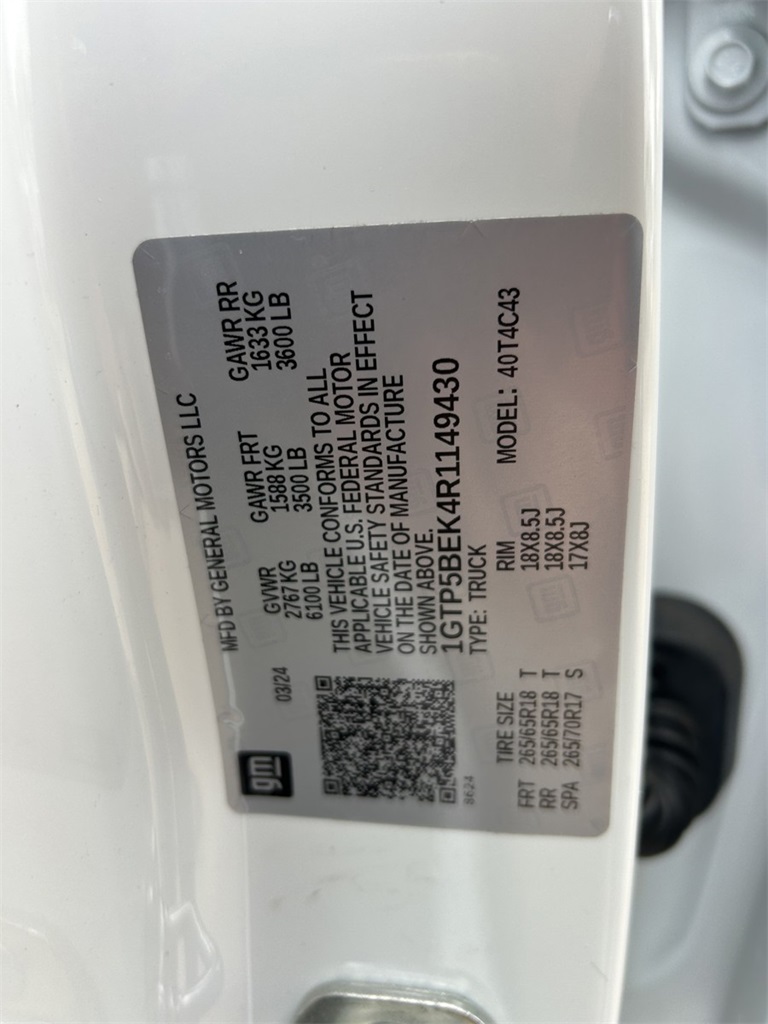 gm
MFD BY GENERAL MOTORS LLC
03/24
GVWR GAWR FRT GAWR RR
2767 KG 1588 KG 1633 KG
6100 LB 3500 LB 3600 LB
THIS VEHICLE CONFORMS TO ALL
APPLICABLE U.S. FEDERAL MOTOR
VEHICLE SAFETY STANDARDS IN EFFECT
ON THE DATE OF MANUFACTURE
SHOWN ABOVE.
1GTP5BEK4R1149430
8624
TYPE: TRUCK MODEL: 40T4C43
TIRE SIZE RIM
FRT 265/65R18 T 18X8.5J
RR 265/65R18 T 18X8.5J
SPA 265/70R17 S 17X8J